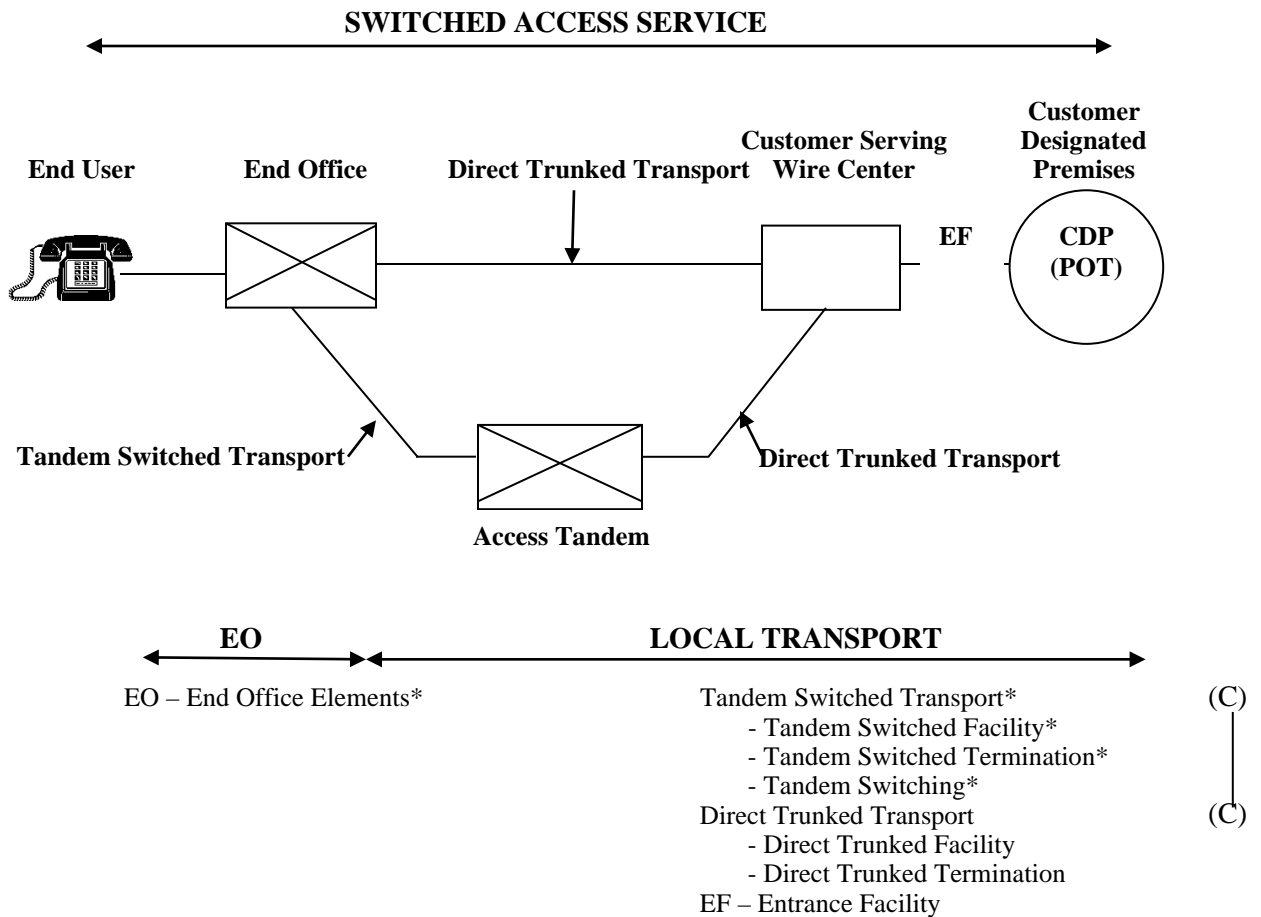 SWITCHED ACCESS SERVICE
Customer
Customer Serving Designated
End User End Office Direct Trunked Transport Wire Center Premises
EF CDP
(POT)
Tandem Switched Transport Direct Trunked Transport
Access Tandem
EO LOCAL TRANSPORT
EO – End Office Elements* Tandem Switched Transport* (C)
- Tandem Switched Facility*
- Tandem Switched Termination*
- Tandem Switching*
Direct Trunked Transport (C)
- Direct Trunked Facility
- Direct Trunked Termination
EF – Entrance Facility